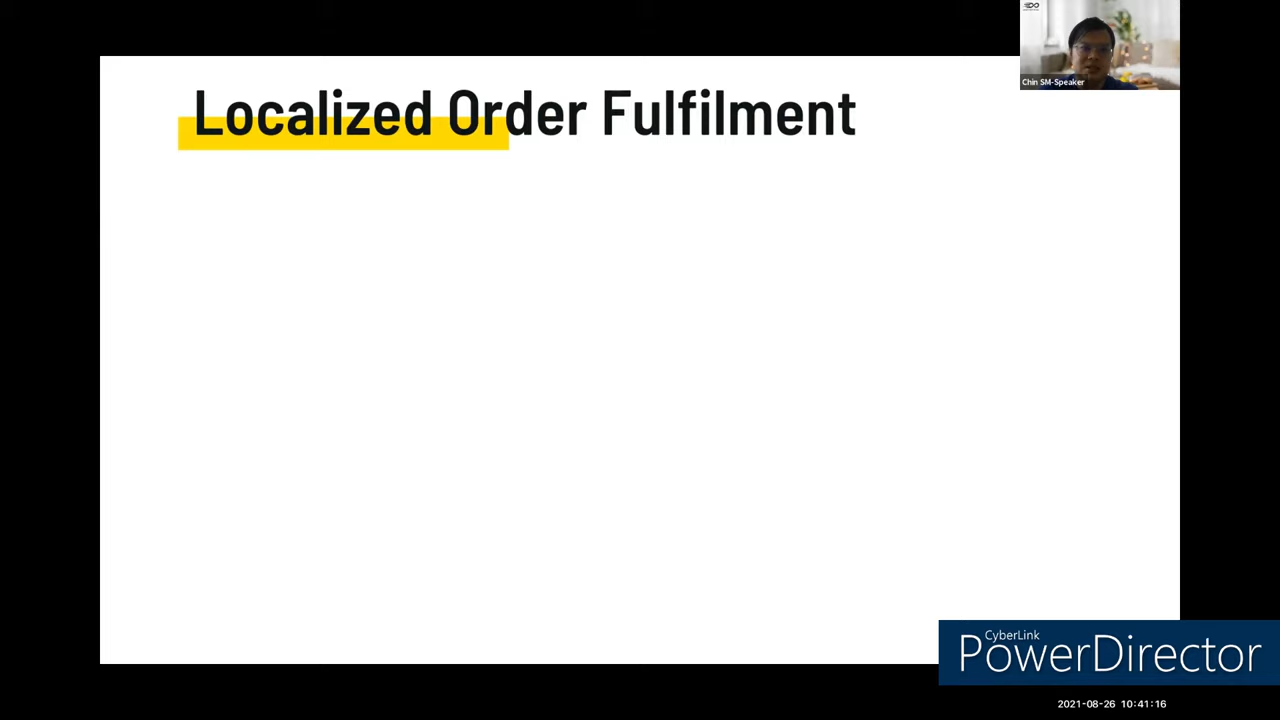 Localized Order Fulfilment
Chin SM-Speaker
CyberLink
PowerDirector
2021-08-26 10:41:16